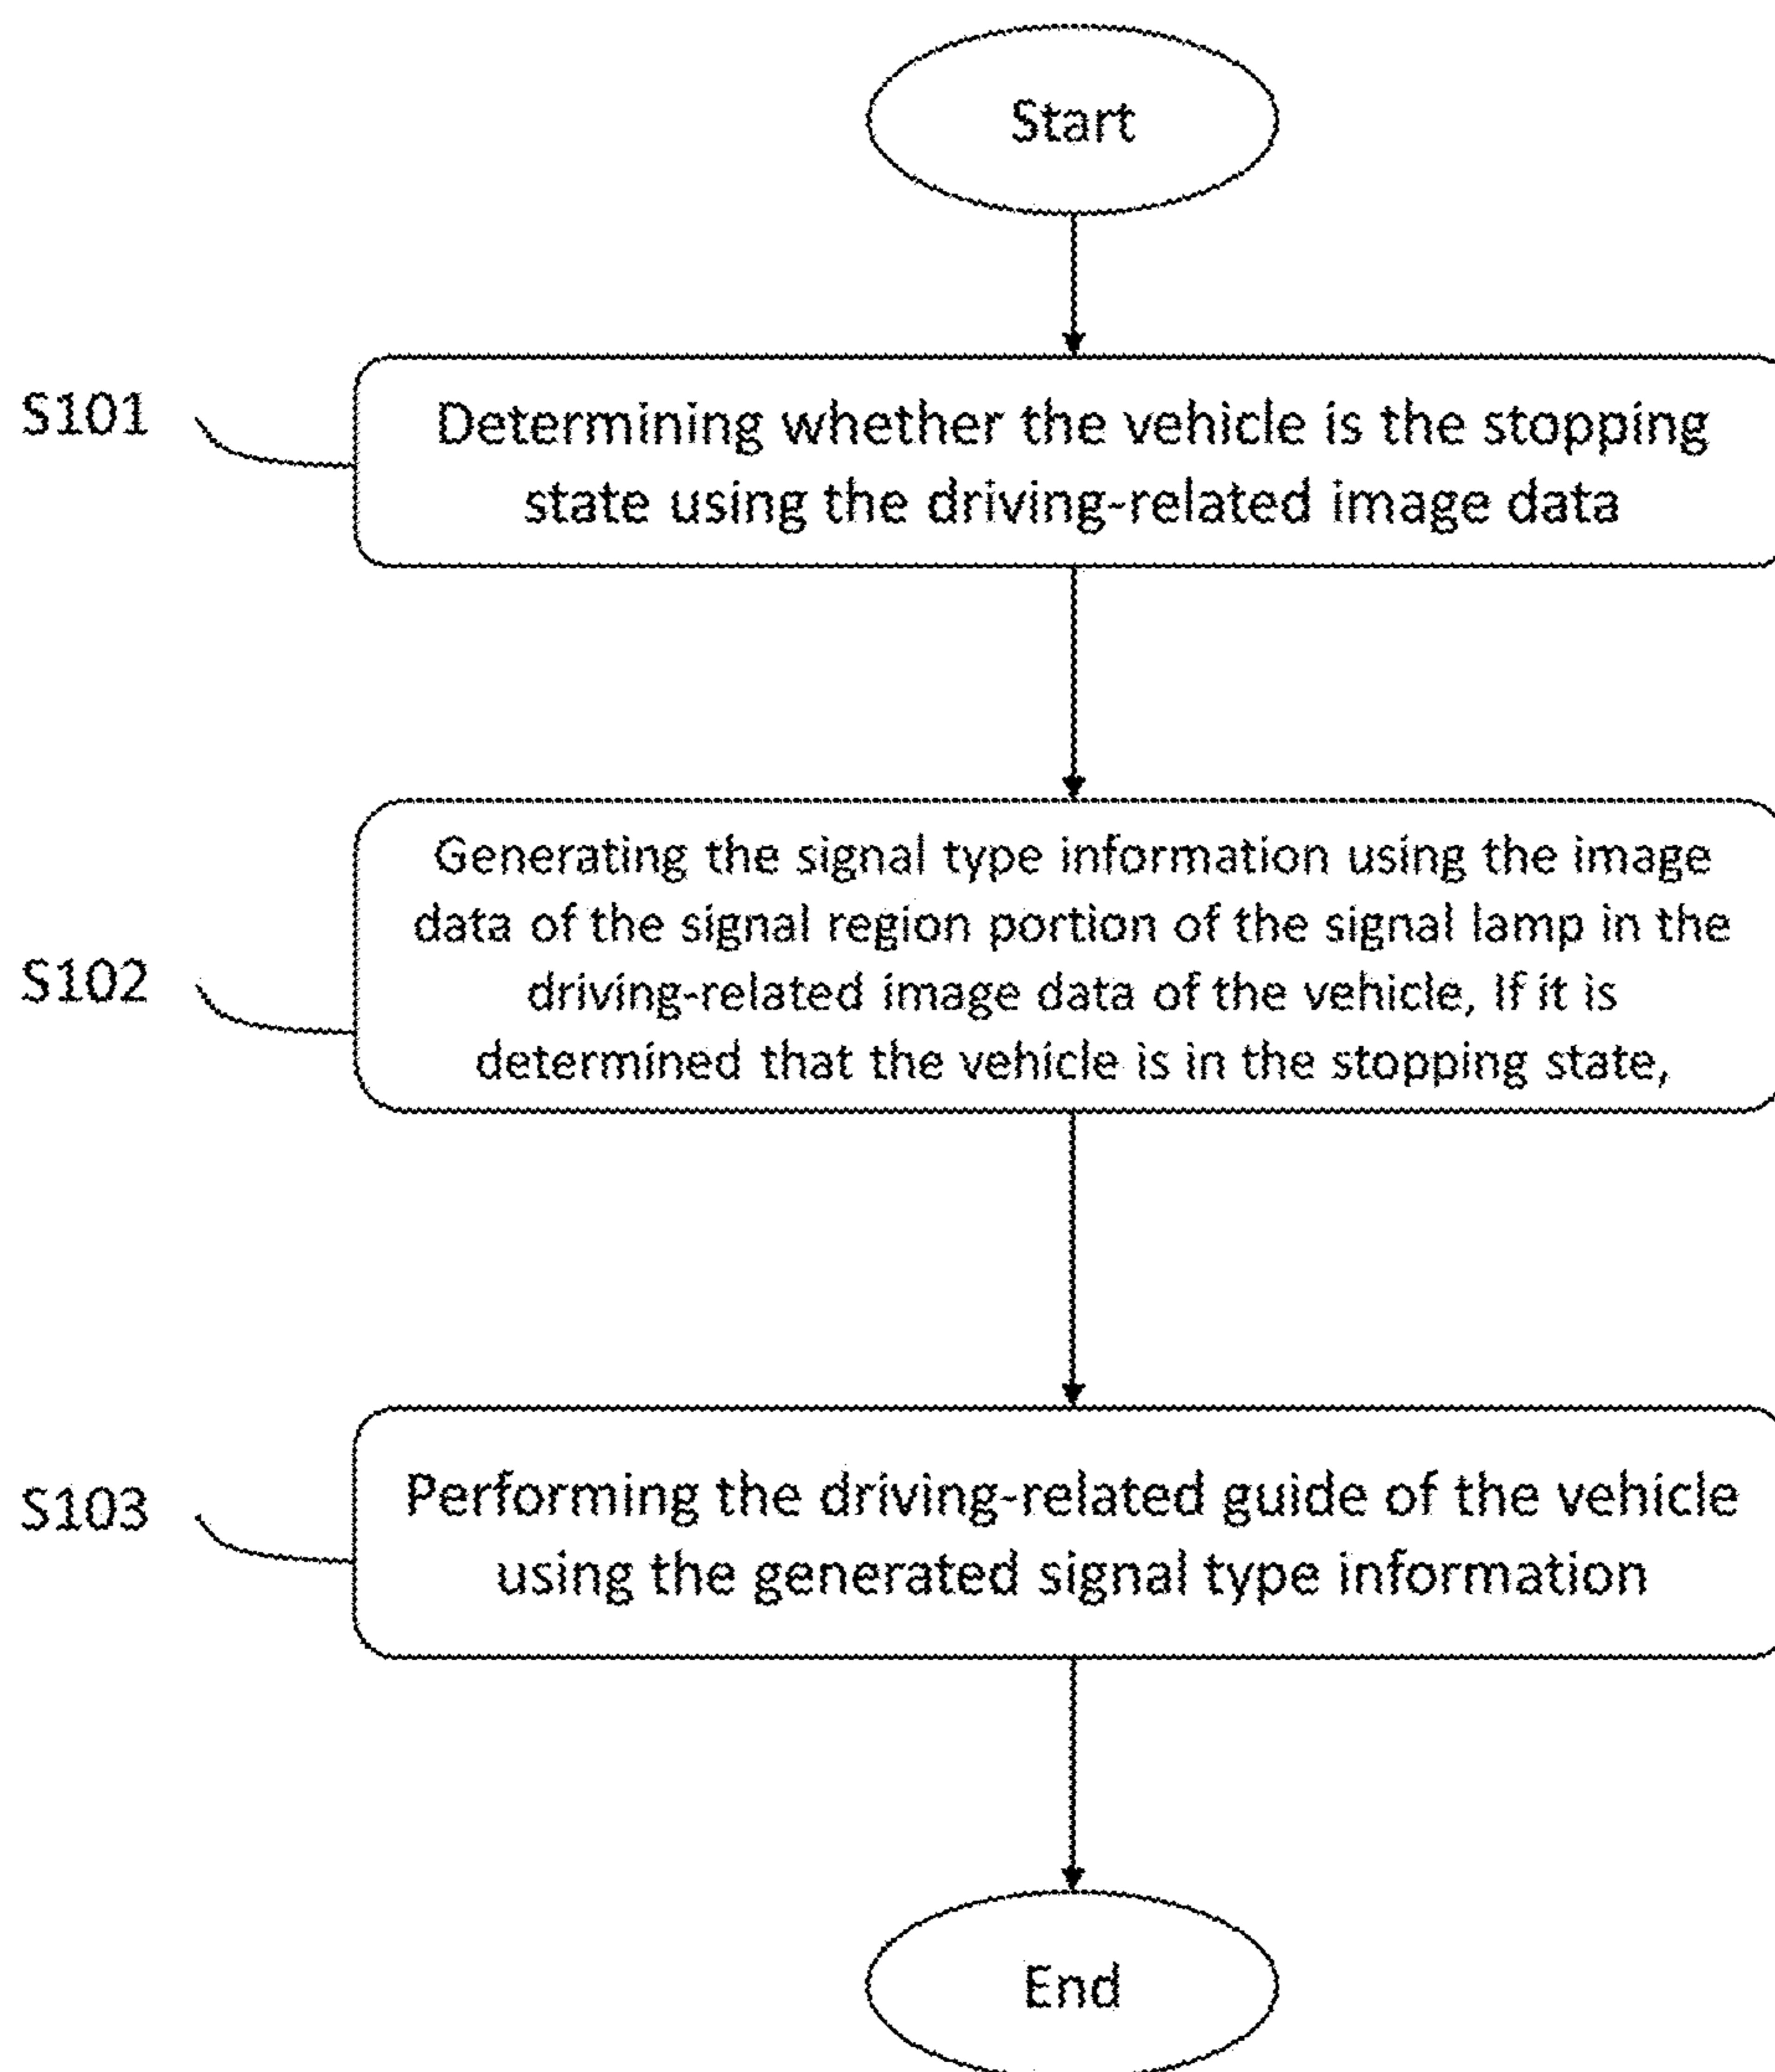 Start
S101
Determining whether the vehicle is the stopping
state using the driving-related image data
S102
Generating the signal type information using the image
data of the signal region portion of the signal lamp in the
driving-related image data of the vehicle, If it is
determined that the vehicle is in the stopping state,
S103
Performing the driving-related guide of the vehicle
using the generated signal type information
End